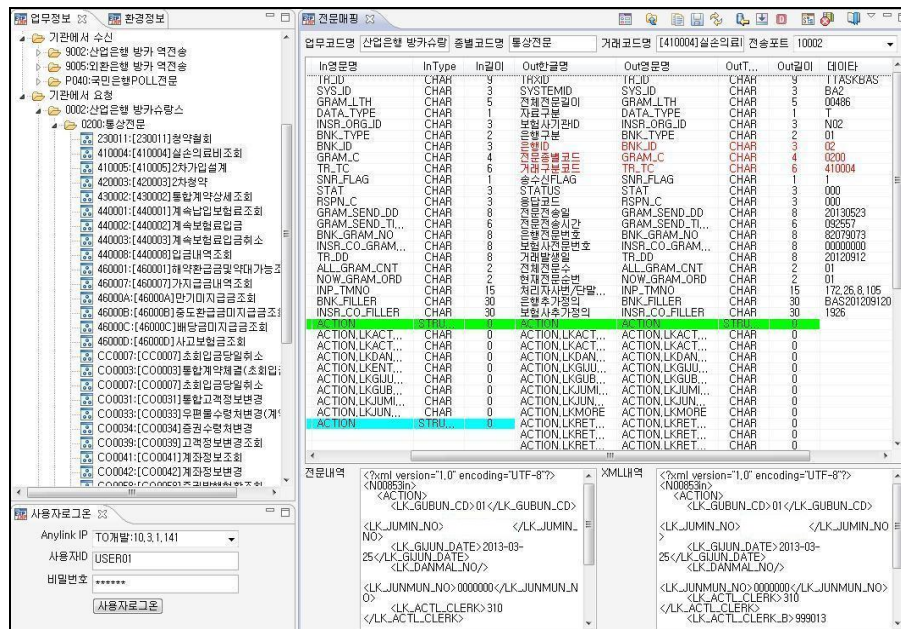 업무정보
환경정보
기관에서 수신
9002:산업은행 방카 역전송
9005:외환은행 방카 역전송
P040:국민은행POLL전문
기관에서 요청
0002:산업은행 방카슈랑스
0200:통상전문
230011:[230011]청약철회
410004:[410004]실손의료비조회
410005:[410005]2차가입설계
420003:[420003]2차청약
430002:[430002]통합계약상세조회
440001:[440001]계속납입보험료조회
440002:[440002]계속보험료입금
440003:[440003]계속보험료입금취소
440008:[440008]입금내역조회
460001:[460001]해약환급금및약대가능조
460007:[460007]가지급금내역조회
46000A:[46000A]만기미지급금조회
46000B:[46000B]중도환급금미지급금조
46000C:[46000C]배당금미지급금조회
46000D:[46000D]사고보험금조회
CC0007:[CC0007]초회입금당일취소
CO0003:[CO0003]통합계약체결(초회입
CO0007:[CO0007]초회입금당일취소
CO0031:[CO0031]통합고객정보변경
CO0033:[CO0033]우편물수령처변경(계
CO0034:[CO0034]증권수령처변경
CO0039:[CO0039]고객정보변경조회
CO0041:[CO0041]계좌정보조회
CO0042:[CO0042]계좌정보변경
사용자로그온
Anylink IP TO개발:10.3.1.141
사용자ID USER01
비밀번호 ******
사용자로그온
전문매핑
업무코드명 산업은행 방카슈랑 종별코드명 통상전문 거래코드명 [410004]실손의료 전송포트 10002
In영문명 InType In길이 Out한글명 Out영문명 OutT... Out길이 데이타
TR_ID CHAR 9 TRXID TR_ID CHAR 9 TTASKBAS
SYS_ID CHAR 3 SYSTEMID SYS_ID CHAR 3 BA2
GRAM_LTH CHAR 5 전체전문길이 GRAM_LTH CHAR 5 00486
DATA_TYPE CHAR 1 자료구분 DATA_TYPE CHAR 1 T
INSR_ORG_ID CHAR 3 보험사기관ID INSR_ORG_ID CHAR 3 N02
BNK_TYPE CHAR 2 은행구분 BNK_TYPE CHAR 2 01
BNK_ID CHAR 3 은행ID BNK_ID CHAR 3 02
GRAM_C CHAR 4 전문종별코드 GRAM_C CHAR 4 0200
TR_TC CHAR 6 거래구분코드 TR_TC CHAR 6 410004
SNR_FLAG CHAR 1 송수신FLAG SNR_FLAG CHAR 1 1
STAT CHAR 3 STATUS STAT CHAR 3 000
RSPN_C CHAR 3 응답코드 RSPN_C CHAR 3 000
GRAM_SEND_DD CHAR 8 전문전송일 GRAM_SEND_DD CHAR 8 20130523
GRAM_SEND_TI... CHAR 6 전문전송시간 GRAM_SEND_TI... CHAR 6 092557
BNK_GRAM_NO CHAR 8 은행전문번호 BNK_GRAM_NO CHAR 8 82079073
INSR_CO_GRAM... CHAR 8 보험사전문번호 INSR_CO_GRAM... CHAR 8 00000000
TR_DD CHAR 8 거래발생일 TR_DD CHAR 8 20120912
ALL_GRAM_CNT CHAR 2 전체전문수 ALL_GRAM_CNT CHAR 2 01
NOW_GRAM_ORD CHAR 2 현재전문순번 NOW_GRAM_ORD CHAR 2 01
INP_TMNO CHAR 15 처리자사번/단말... INP_TMNO CHAR 15 172.26.8.105
BNK_FILLER CHAR 30 은행추가정의 BNK_FILLER CHAR 30 BAS201209120
INSR_CO_FILLER CHAR 30 보험사추가정의 INSR_CO_FILLER CHAR 30 1926
ACTION STRU... 0 ACTION ACTION STRU... 0
ACTION.LKACT... CHAR 0 ACTION.LKACT... ACTION.LKACT... CHAR 0
ACTION.LKACT... CHAR 0 ACTION.LKACT... ACTION.LKACT... CHAR 0
ACTION.LKDAN... CHAR 0 ACTION.LKDAN... ACTION.LKDAN... CHAR 0
ACTION.LKENT... CHAR 0 ACTION.LKGIJU... ACTION.LKGIJU... CHAR 0
ACTION.LKGIJU... CHAR 0 ACTION.LKGUB... ACTION.LKGUB... CHAR 0
ACTION.LKGUB... CHAR 0 ACTION.LKJUMI... ACTION.LKJUMI... CHAR 0
ACTION.LKJUMI... CHAR 0 ACTION.LKJUN... ACTION.LKJUN... CHAR 0
ACTION.LKJUN... CHAR 0 ACTION.LKMORE ACTION.LKMORE CHAR 0
ACTION STRU... 0 ACTION.LKRET... ACTION.LKRET... CHAR 0
ACTION.LKRET... ACTION.LKRET... CHAR 0
ACTION.LKRET... ACTION.LKRET... CHAR 0
전문내역
<?xml version="1.0" encoding="UTF-8"?>
<N00853in>
<ACTION>
<LK_GUBUN_CD>01</LK_GUBUN_CD>
<LK_JUMIN_NO> </LK_JUMIN_
NO>
<LK_GIJUN_DATE>2013-03-
25</LK_GIJUN_DATE>
<LK_DANMAL_NO/>
<LK_JUNMUN_NO>0000000</LK_JUNMUN_N
O>
<LK_ACTL_CLERK>310
</LK_ACTL_CLERK>
XML내역
<?xml version="1.0" encoding="UTF-8"?>
<N00853in>
<ACTION>
<LK_GUBUN_CD>01</LK_GUBUN_CD>
<LK_JUMIN_NO> </LK_JUMIN_NO
>
<LK_GIJUN_DATE>2013-03-
25</LK_GIJUN_DATE>
<LK_DANMAL_NO/>
<LK_JUNMUN_NO>0000000</LK_JUNMUN_NO>
<LK_ACTL_CLERK>310
</LK_ACTL_CLERK>
<LK_ACTL_CLERK_B>999013